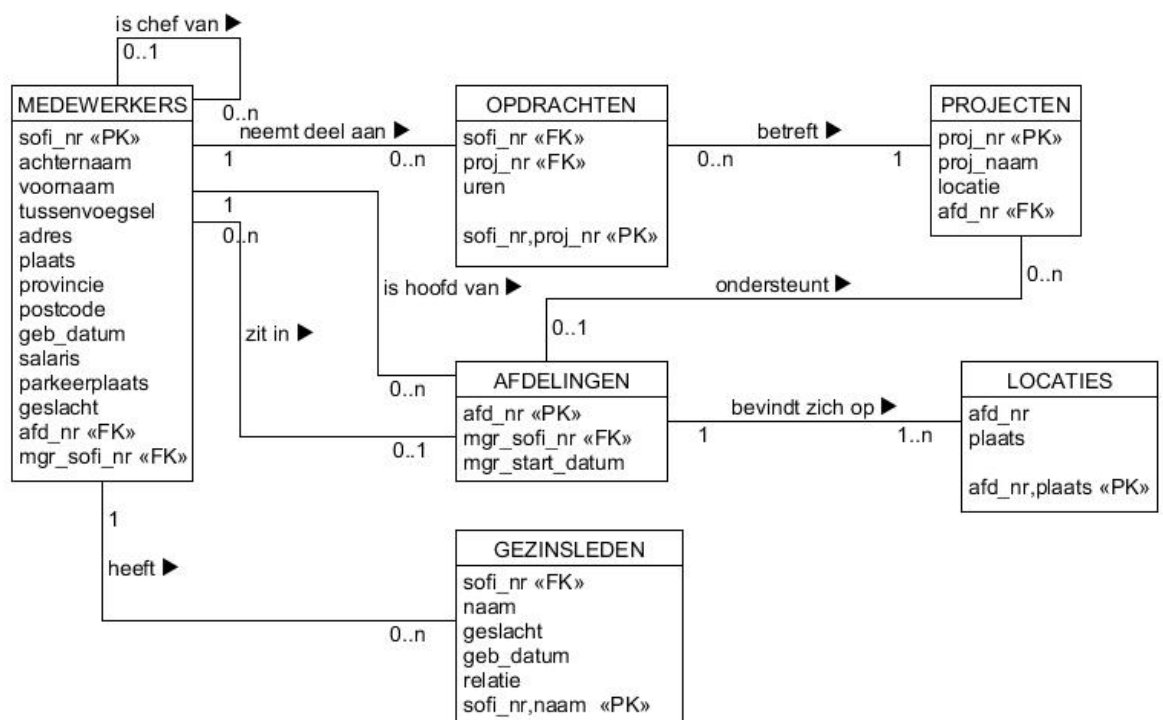 is chef van ▶
0..1
0..n
MEDEWERKERS
sofi_nr «PK»
achternaam
voornaam
tussenvoegsel
adres
plaats
provincie
postcode
geb_datum
salaris
parkeerplaats
geslacht
afd_nr «FK»
mgr_sofi_nr «FK»
neemt deel aan ▶
1
0..n
OPDRACHTEN
sofi_nr «FK»
proj_nr «FK»
uren
sofi_nr,proj_nr «PK»
betreft ▶
0..n
1
PROJECTEN
proj_nr «PK»
proj_naam
locatie
afd_nr «FK»
1
is hoofd van ▶
0..n
0..n
zit in ▶
0..1
ondersteunt ▶
0..n
0..1
AFDELINGEN
afd_nr «PK»
mgr_sofi_nr «FK»
mgr_start_datum
bevindt zich op ▶
1
1..n
LOCATIES
afd_nr
plaats
afd_nr,plaats «PK»
1
heeft ▶
0..n
GEZINSLEDEN
sofi_nr «FK»
naam
geslacht
geb_datum
relatie
sofi_nr,naam «PK»